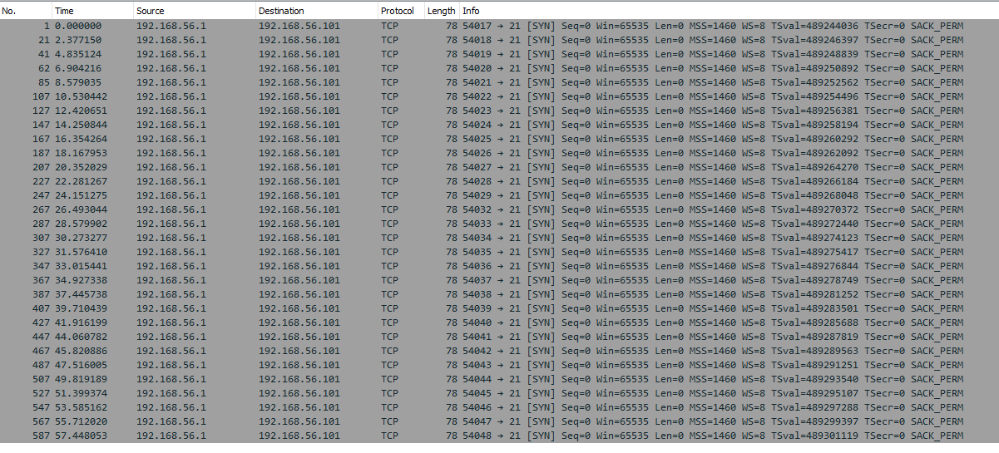 No. Time Source Destination Protocol Length Info
1 0.000000 192.168.56.1 192.168.56.101 TCP 78 54017 → 21 [SYN] Seq=0 Win=65535 Len=0 MSS=1460 WS=8 TSval=489244036 TSecr=0 SACK_PERM
21 2.377150 192.168.56.1 192.168.56.101 TCP 78 54018 → 21 [SYN] Seq=0 Win=65535 Len=0 MSS=1460 WS=8 TSval=489246397 TSecr=0 SACK_PERM
41 4.835124 192.168.56.1 192.168.56.101 TCP 78 54019 → 21 [SYN] Seq=0 Win=65535 Len=0 MSS=1460 WS=8 TSval=489248839 TSecr=0 SACK_PERM
62 6.904216 192.168.56.1 192.168.56.101 TCP 78 54020 → 21 [SYN] Seq=0 Win=65535 Len=0 MSS=1460 WS=8 TSval=489250892 TSecr=0 SACK_PERM
85 8.579035 192.168.56.1 192.168.56.101 TCP 78 54021 → 21 [SYN] Seq=0 Win=65535 Len=0 MSS=1460 WS=8 TSval=489252562 TSecr=0 SACK_PERM
107 10.530442 192.168.56.1 192.168.56.101 TCP 78 54022 → 21 [SYN] Seq=0 Win=65535 Len=0 MSS=1460 WS=8 TSval=489254496 TSecr=0 SACK_PERM
127 12.420651 192.168.56.1 192.168.56.101 TCP 78 54023 → 21 [SYN] Seq=0 Win=65535 Len=0 MSS=1460 WS=8 TSval=489256381 TSecr=0 SACK_PERM
147 14.250844 192.168.56.1 192.168.56.101 TCP 78 54024 → 21 [SYN] Seq=0 Win=65535 Len=0 MSS=1460 WS=8 TSval=489258194 TSecr=0 SACK_PERM
167 16.354264 192.168.56.1 192.168.56.101 TCP 78 54025 → 21 [SYN] Seq=0 Win=65535 Len=0 MSS=1460 WS=8 TSval=489260292 TSecr=0 SACK_PERM
187 18.167953 192.168.56.1 192.168.56.101 TCP 78 54026 → 21 [SYN] Seq=0 Win=65535 Len=0 MSS=1460 WS=8 TSval=489262092 TSecr=0 SACK_PERM
207 20.352029 192.168.56.1 192.168.56.101 TCP 78 54027 → 21 [SYN] Seq=0 Win=65535 Len=0 MSS=1460 WS=8 TSval=489264270 TSecr=0 SACK_PERM
227 22.281267 192.168.56.1 192.168.56.101 TCP 78 54028 → 21 [SYN] Seq=0 Win=65535 Len=0 MSS=1460 WS=8 TSval=489266184 TSecr=0 SACK_PERM
247 24.151275 192.168.56.1 192.168.56.101 TCP 78 54029 → 21 [SYN] Seq=0 Win=65535 Len=0 MSS=1460 WS=8 TSval=489268048 TSecr=0 SACK_PERM
267 26.493044 192.168.56.1 192.168.56.101 TCP 78 54032 → 21 [SYN] Seq=0 Win=65535 Len=0 MSS=1460 WS=8 TSval=489270372 TSecr=0 SACK_PERM
287 28.579902 192.168.56.1 192.168.56.101 TCP 78 54033 → 21 [SYN] Seq=0 Win=65535 Len=0 MSS=1460 WS=8 TSval=489272440 TSecr=0 SACK_PERM
307 30.273277 192.168.56.1 192.168.56.101 TCP 78 54034 → 21 [SYN] Seq=0 Win=65535 Len=0 MSS=1460 WS=8 TSval=489274123 TSecr=0 SACK_PERM
327 31.576410 192.168.56.1 192.168.56.101 TCP 78 54035 → 21 [SYN] Seq=0 Win=65535 Len=0 MSS=1460 WS=8 TSval=489275417 TSecr=0 SACK_PERM
347 33.015441 192.168.56.1 192.168.56.101 TCP 78 54036 → 21 [SYN] Seq=0 Win=65535 Len=0 MSS=1460 WS=8 TSval=489276844 TSecr=0 SACK_PERM
367 34.927338 192.168.56.1 192.168.56.101 TCP 78 54037 → 21 [SYN] Seq=0 Win=65535 Len=0 MSS=1460 WS=8 TSval=489278749 TSecr=0 SACK_PERM
387 37.445738 192.168.56.1 192.168.56.101 TCP 78 54038 → 21 [SYN] Seq=0 Win=65535 Len=0 MSS=1460 WS=8 TSval=489281252 TSecr=0 SACK_PERM
407 39.710439 192.168.56.1 192.168.56.101 TCP 78 54039 → 21 [SYN] Seq=0 Win=65535 Len=0 MSS=1460 WS=8 TSval=489283501 TSecr=0 SACK_PERM
427 41.916199 192.168.56.1 192.168.56.101 TCP 78 54040 → 21 [SYN] Seq=0 Win=65535 Len=0 MSS=1460 WS=8 TSval=489285688 TSecr=0 SACK_PERM
447 44.060782 192.168.56.1 192.168.56.101 TCP 78 54041 → 21 [SYN] Seq=0 Win=65535 Len=0 MSS=1460 WS=8 TSval=489287819 TSecr=0 SACK_PERM
467 45.820886 192.168.56.1 192.168.56.101 TCP 78 54042 → 21 [SYN] Seq=0 Win=65535 Len=0 MSS=1460 WS=8 TSval=489289563 TSecr=0 SACK_PERM
487 47.516005 192.168.56.1 192.168.56.101 TCP 78 54043 → 21 [SYN] Seq=0 Win=65535 Len=0 MSS=1460 WS=8 TSval=489291251 TSecr=0 SACK_PERM
507 49.819189 192.168.56.1 192.168.56.101 TCP 78 54044 → 21 [SYN] Seq=0 Win=65535 Len=0 MSS=1460 WS=8 TSval=489293540 TSecr=0 SACK_PERM
527 51.399374 192.168.56.1 192.168.56.101 TCP 78 54045 → 21 [SYN] Seq=0 Win=65535 Len=0 MSS=1460 WS=8 TSval=489295107 TSecr=0 SACK_PERM
547 53.585162 192.168.56.1 192.168.56.101 TCP 78 54046 → 21 [SYN] Seq=0 Win=65535 Len=0 MSS=1460 WS=8 TSval=489297288 TSecr=0 SACK_PERM
567 55.712020 192.168.56.1 192.168.56.101 TCP 78 54047 → 21 [SYN] Seq=0 Win=65535 Len=0 MSS=1460 WS=8 TSval=489299397 TSecr=0 SACK_PERM
587 57.448053 192.168.56.1 192.168.56.101 TCP 78 54048 → 21 [SYN] Seq=0 Win=65535 Len=0 MSS=1460 WS=8 TSval=489301119 TSecr=0 SACK_PERM